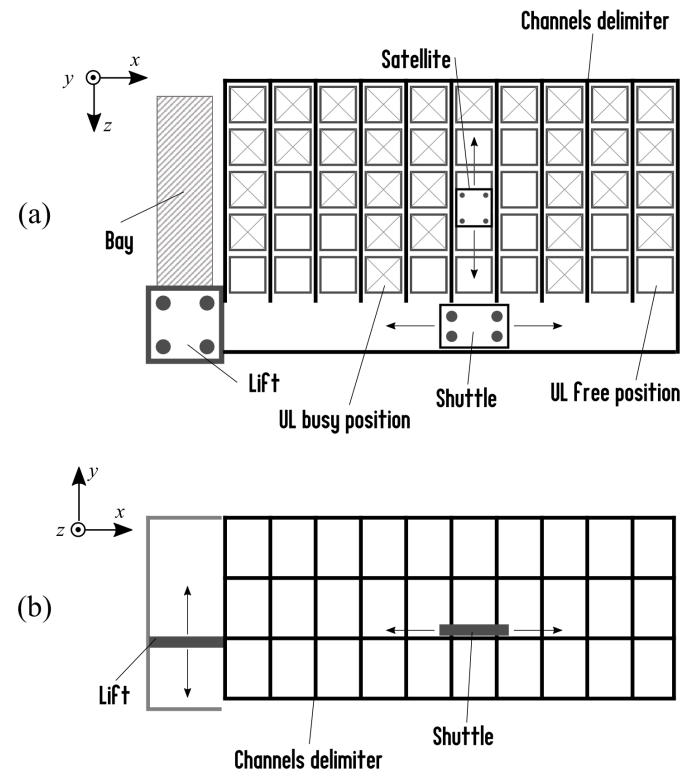 Channels delimiter
Satellite
y
x
z
(a)
Bay
Lift
UL busy position
Shuttle
UL free position
y
x
z
(b)
Lift
Shuttle
Channels delimiter